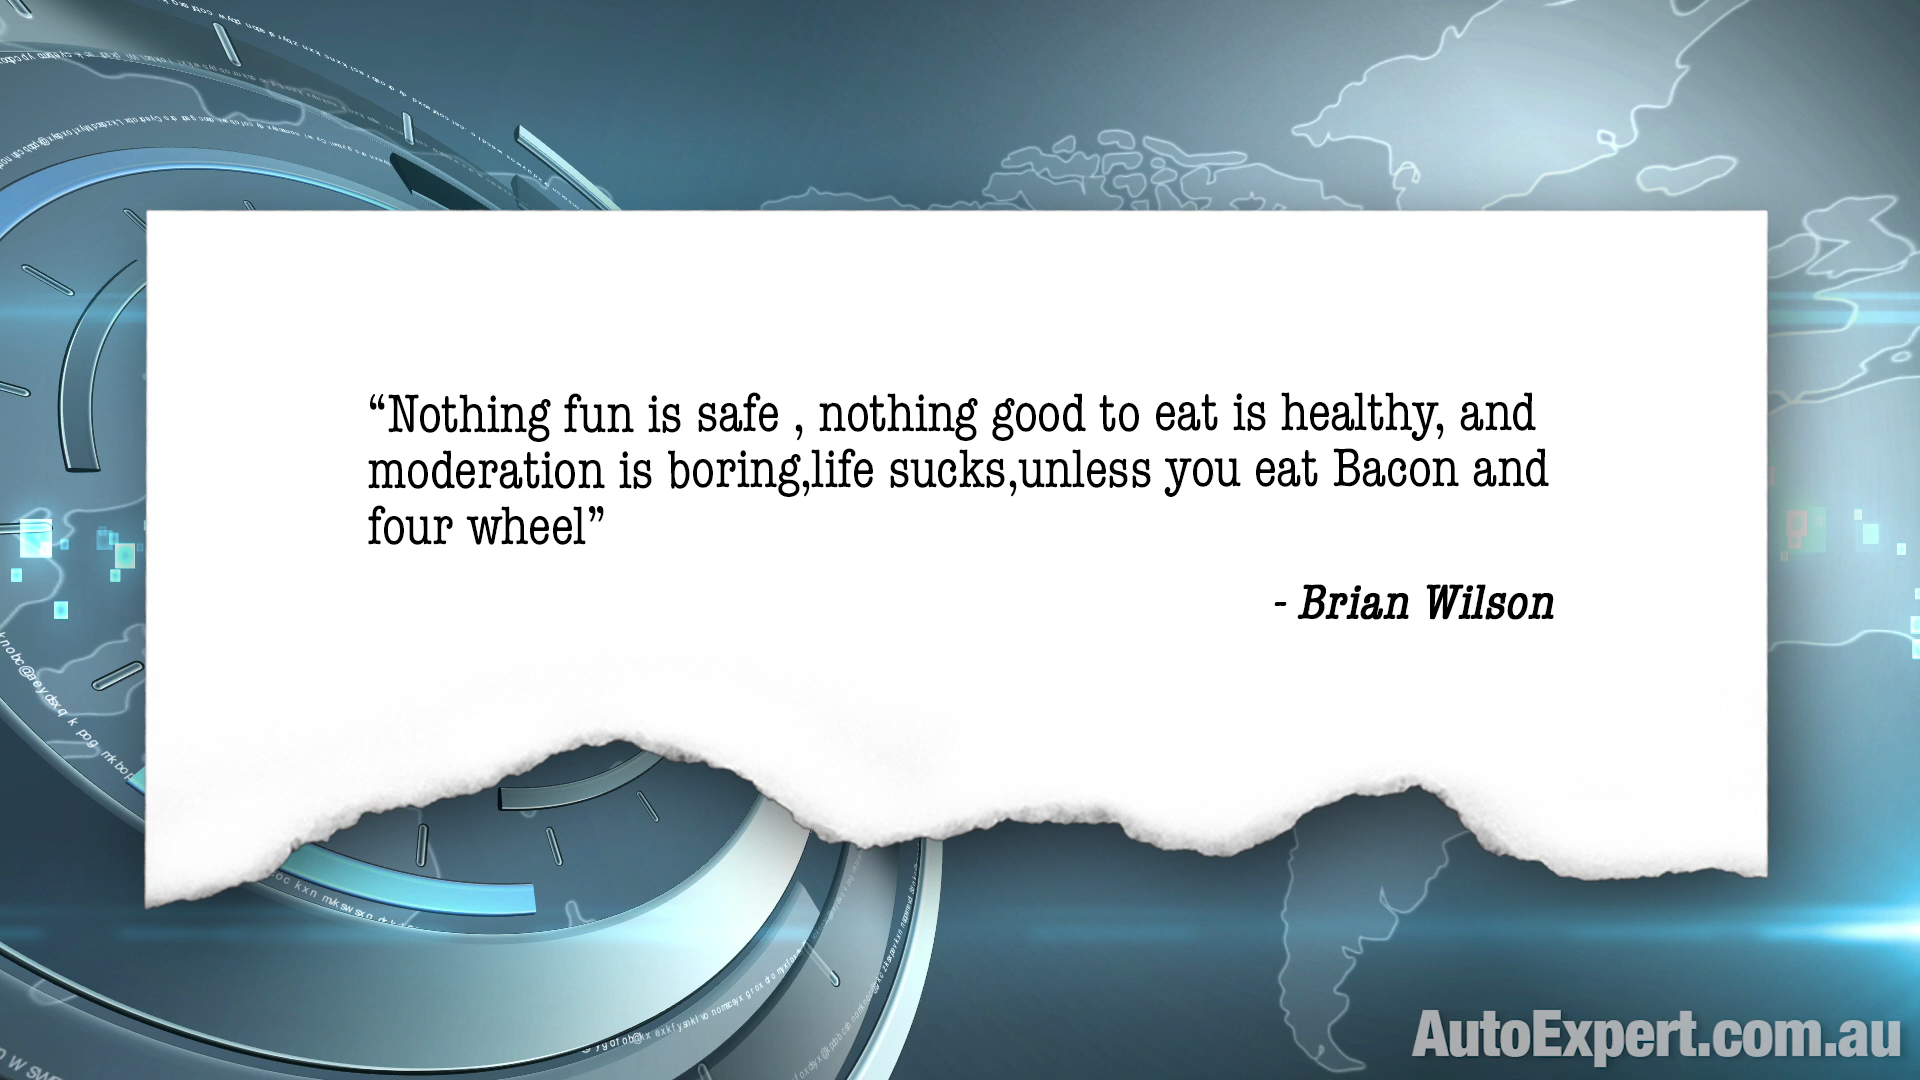 “Nothing fun is safe , nothing good to eat is healthy, and
moderation is boring,life sucks,unless you eat Bacon and
four wheel”
- Brian Wilson
AutoExpert.com.au